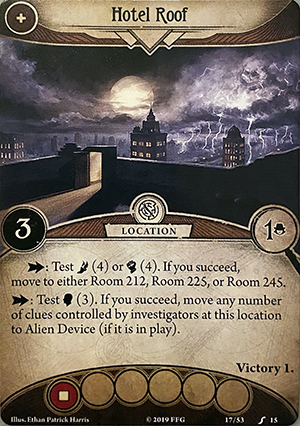 Hotel Roof
3
LOCATION
1
: Test (4) or (4). If you succeed,
move to either Room 212, Room 225, or Room 245.
: Test (3). If you succeed, move any number
of clues controlled by investigators at this location
to Alien Device (if it is in play).
Victory 1.
Illus. Ethan Patrick Harris © 2019 FFG 17/53 15